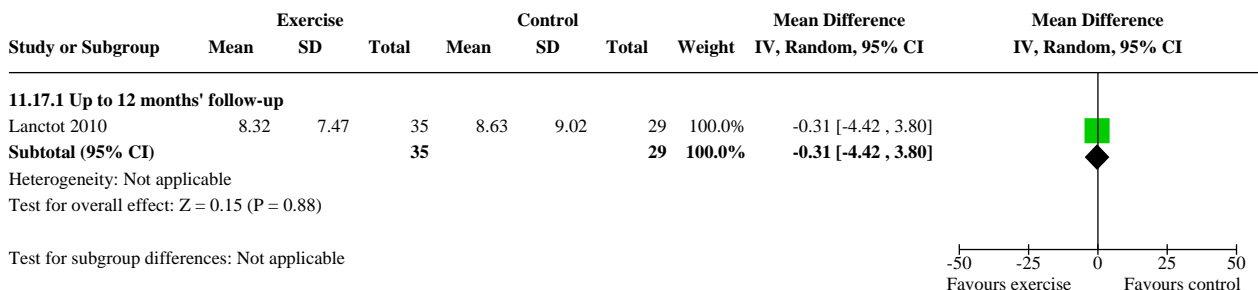 Exercise Control Mean Difference Mean Difference
Study or Subgroup Mean SD Total Mean SD Total Weight IV, Random, 95% CI IV, Random, 95% CI
11.17.1 Up to 12 months' follow-up
Lanctot 2010 8.32 7.47 35 8.63 9.02 29 100.0% -0.31 [-4.42 , 3.80]
Subtotal (95% CI) 35 29 100.0% -0.31 [-4.42 , 3.80]
Heterogeneity: Not applicable
Test for overall effect: Z = 0.15 (P = 0.88)
Test for subgroup differences: Not applicable
-50 -25 0 25 50
Favours exercise Favours control